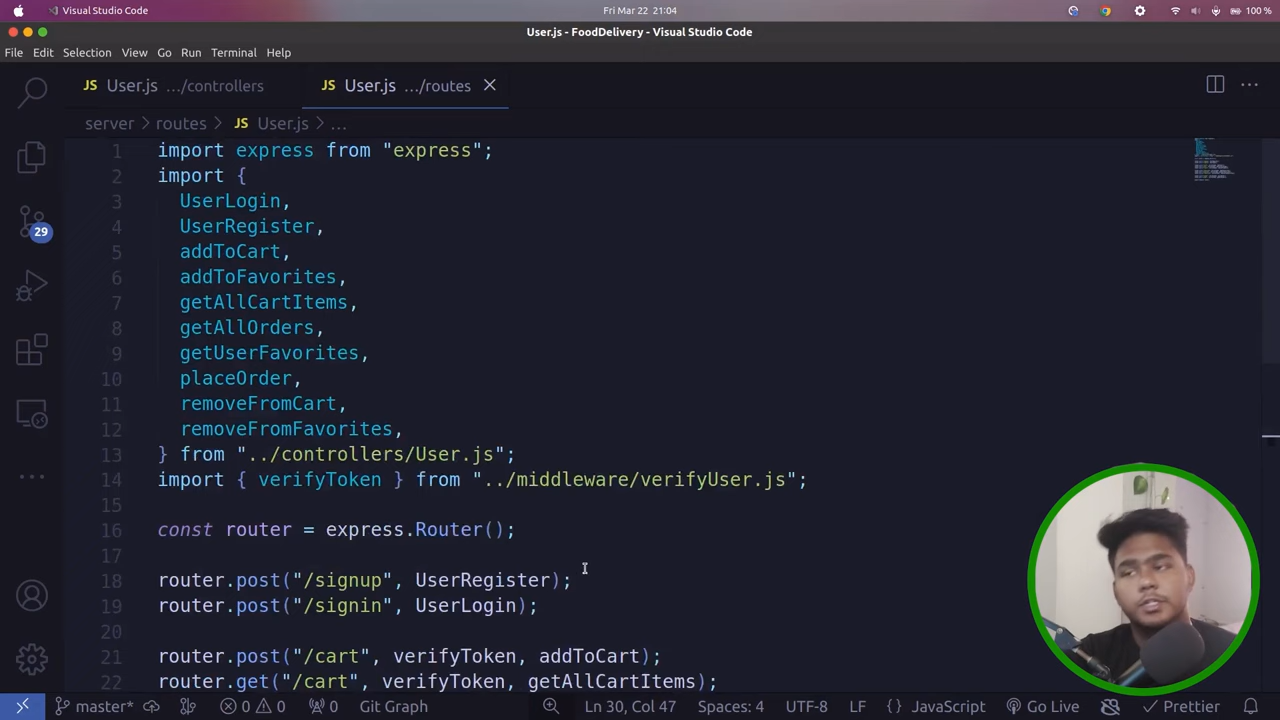 Visual Studio Code
Fri Mar 22 21:04
100 %
User.js - FoodDelivery - Visual Studio Code
File Edit Selection View Go Run Terminal Help
JS User.js .../controllers
JS User.js .../routes
server > routes > JS User.js > ...
1 import express from "express";
2 import {
3 UserLogin,
4 UserRegister,
5 addToCart,
6 addToFavorites,
7 getAllCartItems,
8 getAllOrders,
9 getUserFavorites,
10 placeOrder,
11 removeFromCart,
12 removeFromFavorites,
13 } from "../controllers/User.js";
14 import { verifyToken } from "../middleware/verifyUser.js";
15
16 const router = express.Router();
17
18 router.post("/signup", UserRegister);
19 router.post("/signin", UserLogin);
20
21 router.post("/cart", verifyToken, addToCart);
22 router.get("/cart", verifyToken, getAllCartItems);
29
master* 0 0 0 Git Graph Ln 30, Col 47 Spaces: 4 UTF-8 LF {} JavaScript Go Live Prettier